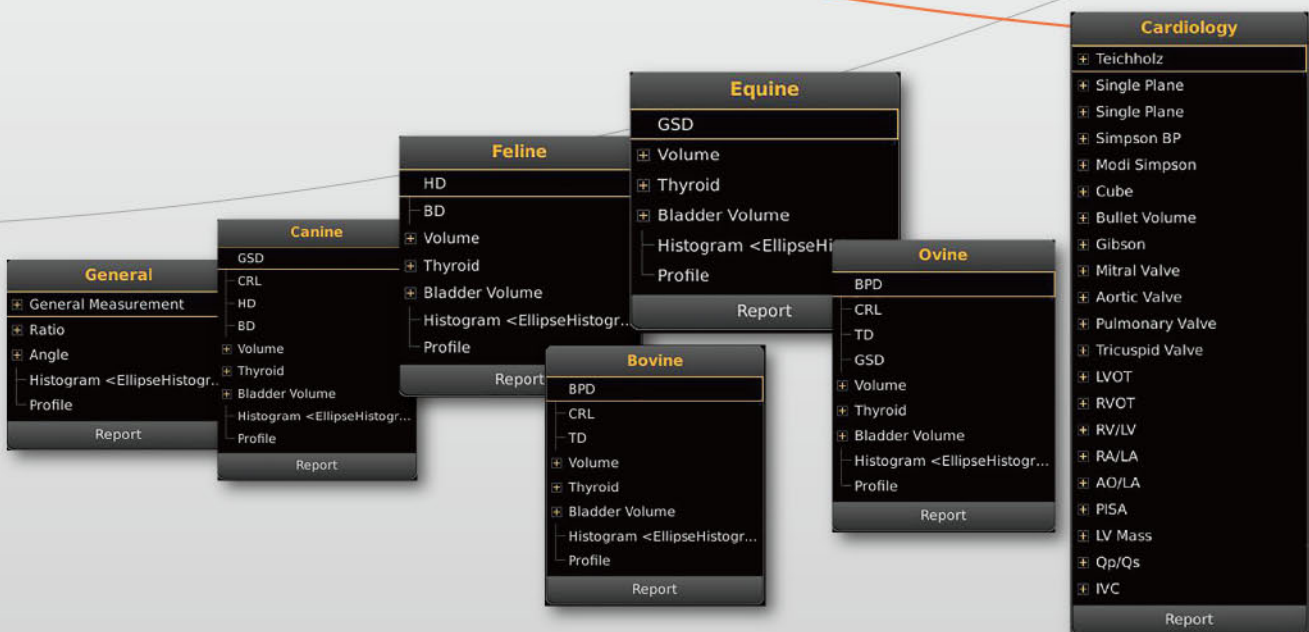 General
General Measurement
Ratio
Angle
Histogram <EllipseHistogr...
Profile
Report
Canine
GSD
CRL
HD
BD
Volume
Thyroid
Bladder Volume
Histogram <EllipseHistogr...
Profile
Report
Feline
HD
BD
Volume
Thyroid
Bladder Volume
Histogram <EllipseHistogr...
Profile
Report
Bovine
BPD
CRL
TD
Volume
Thyroid
Bladder Volume
Histogram <EllipseHistogr...
Profile
Report
Equine
GSD
Volume
Thyroid
Bladder Volume
Histogram <EllipseHi
Profile
Report
Ovine
BPD
CRL
TD
GSD
Volume
Thyroid
Bladder Volume
Histogram <EllipseHistogr...
Profile
Report
Cardiology
Teichholz
Single Plane
Single Plane
Simpson BP
Modi Simpson
Cube
Bullet Volume
Gibson
Mitral Valve
Aortic Valve
Pulmonary Valve
Tricuspid Valve
LVOT
RVOT
RV/LV
RA/LA
AO/LA
PISA
LV Mass
Qp/Qs
IVC
Report